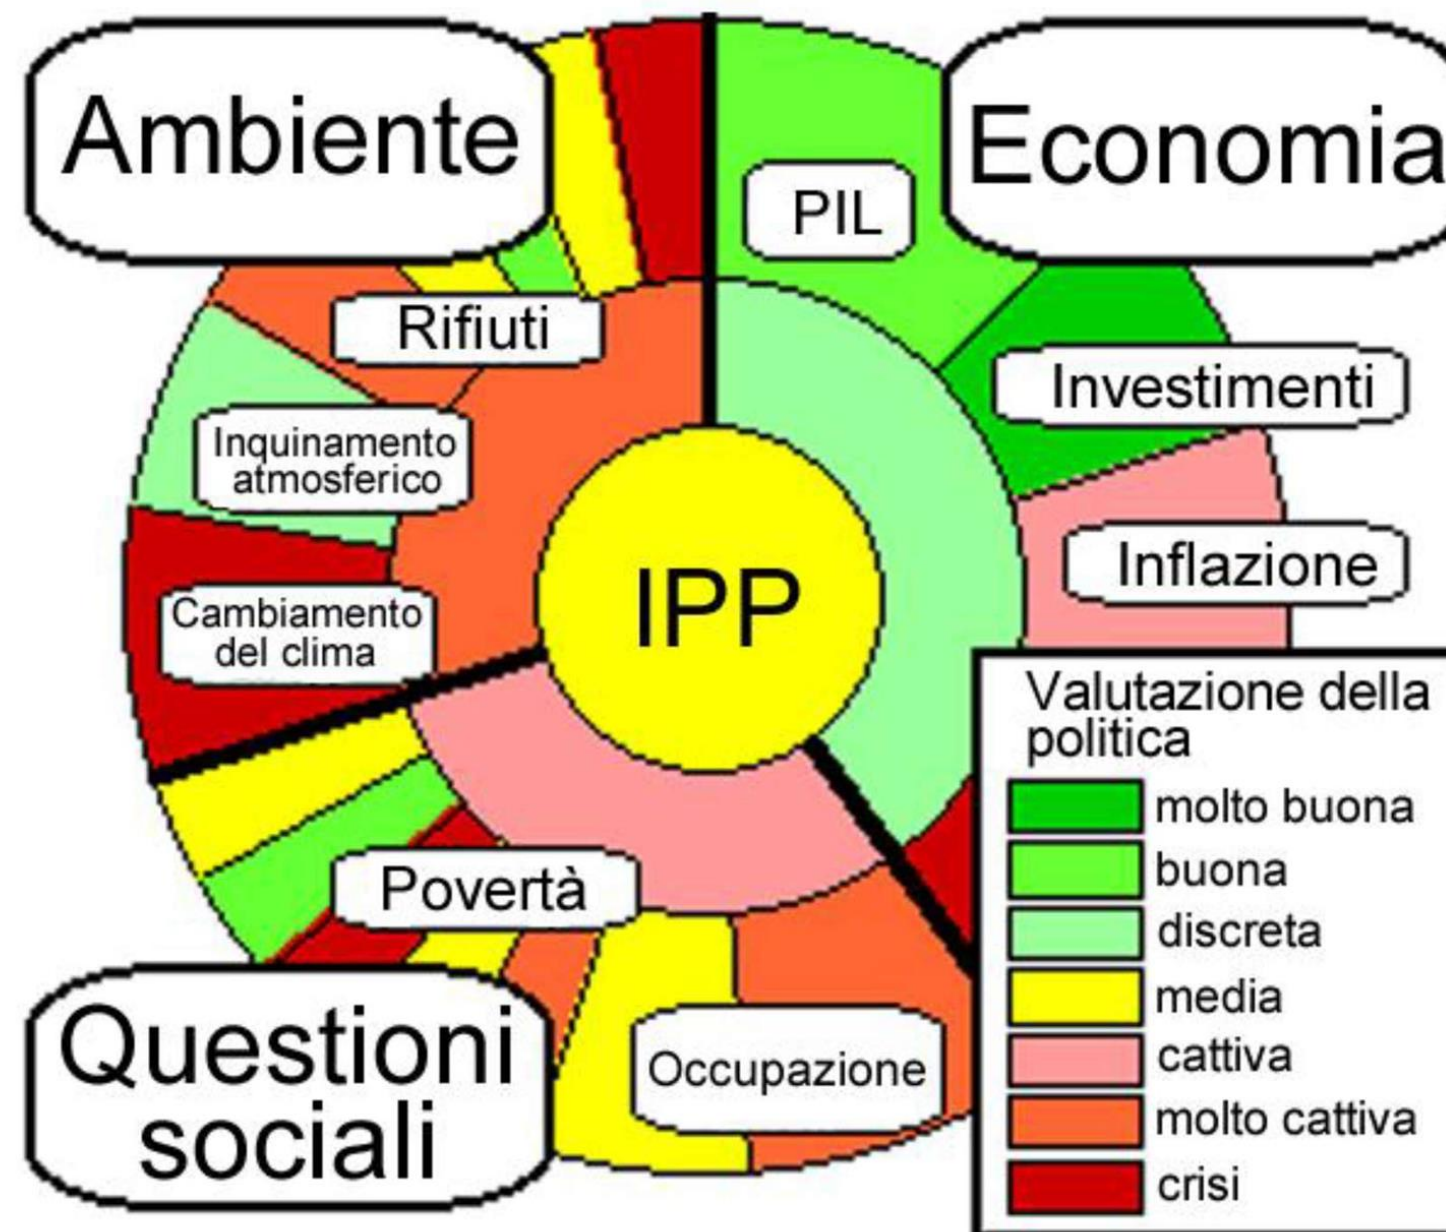 Ambiente
Economia
PIL
Rifiuti
Investimenti
Inquinamento
atmosferico
Inflazione
IPP
Cambiamento
del clima
Valutazione della
politica
molto buona
buona
discreta
media
cattiva
molto cattiva
crisi
Povertà
Questioni
sociali
Occupazione